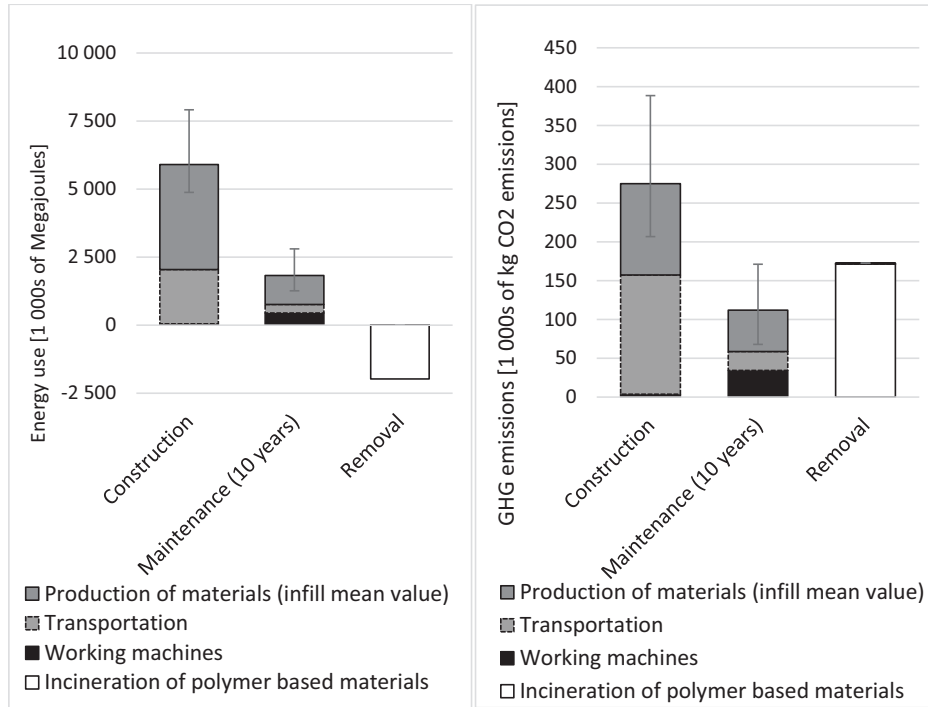 Energy use [1 000s of Megajoules]
10 000
7 500
5 000
2 500
0
-2 500
Construction
Maintenance (10 years)
Removal
Production of materials (infill mean value)
Transportation
Working machines
Incineration of polymer based materials
GHG emissions [1 000s of kg CO2 emissions]
450
400
350
300
250
200
150
100
50
0
Construction
Maintenance (10 years)
Removal
Production of materials (infill mean value)
Transportation
Working machines
Incineration of polymer based materials